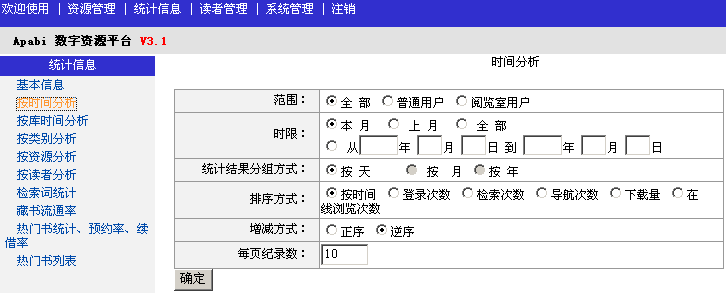 欢迎使用 | 资源管理 | 统计信息 | 读者管理 | 系统管理 | 注销
Apabi 数字资源平台 V3.1
统计信息
基本信息
按时间分析
按库时间分析
按类别分析
按资源分析
按读者分析
检索词统计
藏书流通率
热门书统计、预约率、续
借率
热门书列表
时间分析
范围： 全 部 普通用户 阅览室用户
时限： 本 月 上 月 全 部
从 年 月 日 到 年 月 日
统计结果分组方式： 按 天 按 月 按 年
排序方式： 按时间 登录次数 检索次数 导航次数 下载量 在
线浏览次数
增减方式： 正序 逆序
每页纪录数： 10
确定